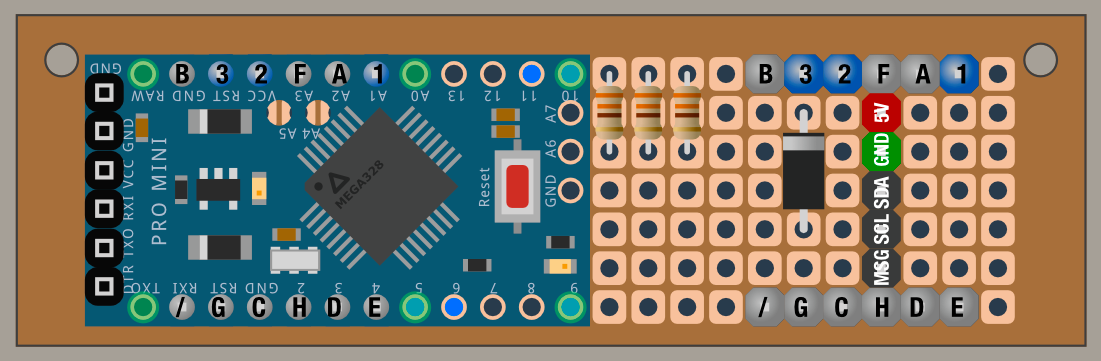 GND
B 3 2 F A 1
RAW GND RST VCC A3 A2 A1 A0 13 12 11 10
A5 A4
A7
A6
GND
GND
VCC
RXI
TXO
DTR
PRO MINI
MEGA328
Reset
TXO RXI RST GND 2 3 4 5 6 7 8 9
/ G C H D E
B 3 2 F A 1
5V
GND
SDA
SCL
MSG
/ G C H D E